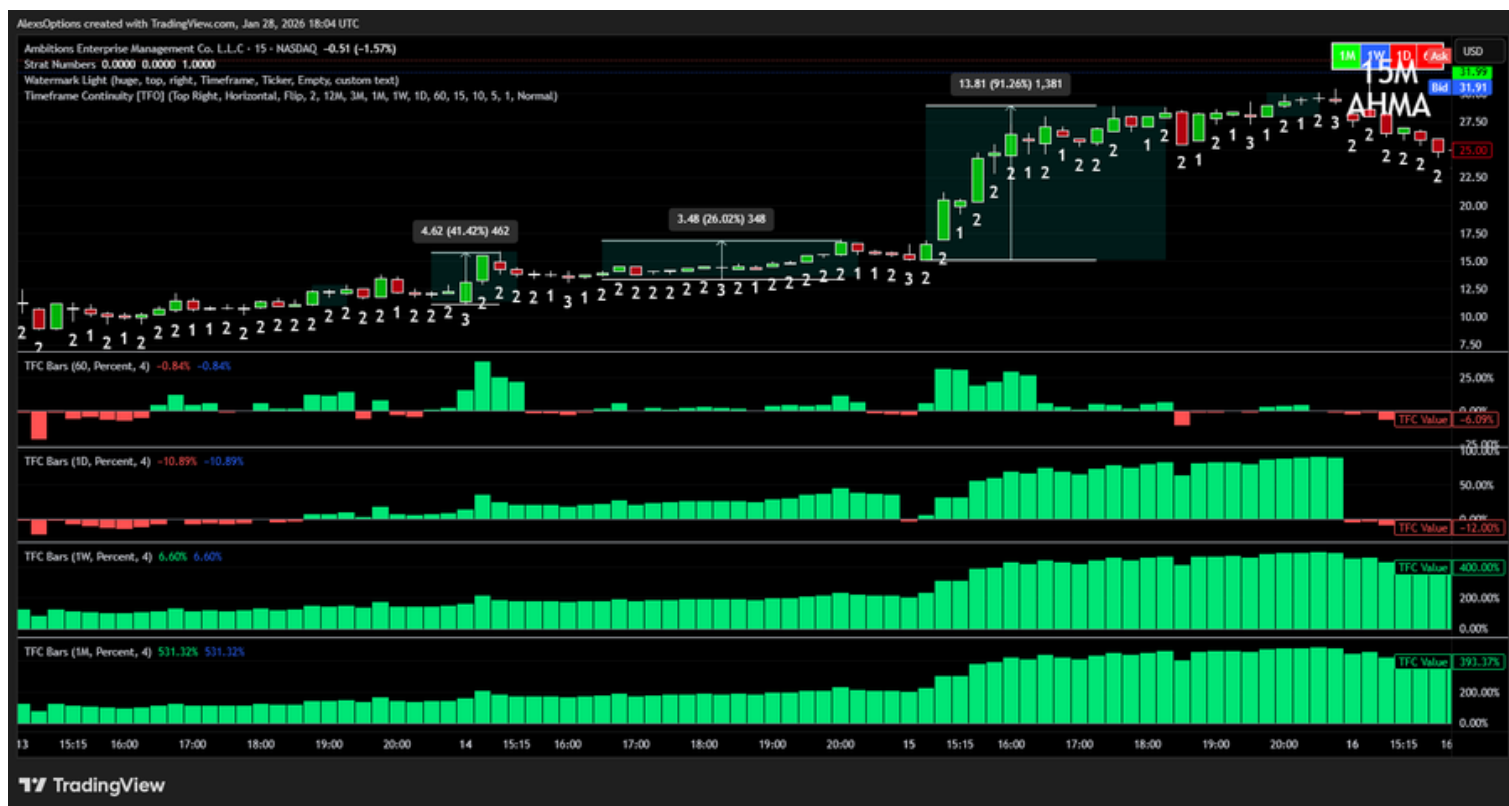 AlexsOptions created with TradingView.com, Jan 28, 2026 18:04 UTC
Ambitions Enterprise Management Co. L.L.C · 15 · NASDAQ −0.51 (−1.57%)
Strat Numbers 0.0000 0.0000 1.0000
Watermark Light (huge, top, right, Timeframe, Ticker, Empty, custom text)
Timeframe Continuity [TFO] (Top Right, Horizontal, Flip, 2, 12M, 3M, 1M, 1W, 1D, 60, 15, 10, 5, 1, Normal)
1M 1W 1D
Ask
USD
31.99
Bid 31.91
15M
AHMA
27.50
25.00
22.50
20.00
17.50
15.00
12.50
10.00
7.50
13.81 (91.26%) 1,381
3.48 (26.02%) 348
4.62 (41.42%) 462
TFC Bars (60, Percent, 4) −0.84% −0.84%
25.00%
0.00%
TFC Value −6.09%
−25.00%
TFC Bars (1D, Percent, 4) −10.89% −10.89%
100.00%
50.00%
0.00%
TFC Value −12.00%
TFC Bars (1W, Percent, 4) 6.60% 6.60%
TFC Value 400.00%
200.00%
0.00%
TFC Bars (1M, Percent, 4) 531.32% 531.32%
TFC Value 393.37%
200.00%
0.00%
13 15:15 16:00 17:00 18:00 19:00 20:00 14 15:15 16:00 17:00 18:00 19:00 20:00 15 15:15 16:00 17:00 18:00 19:00 20:00 16 15:15 16
TradingView